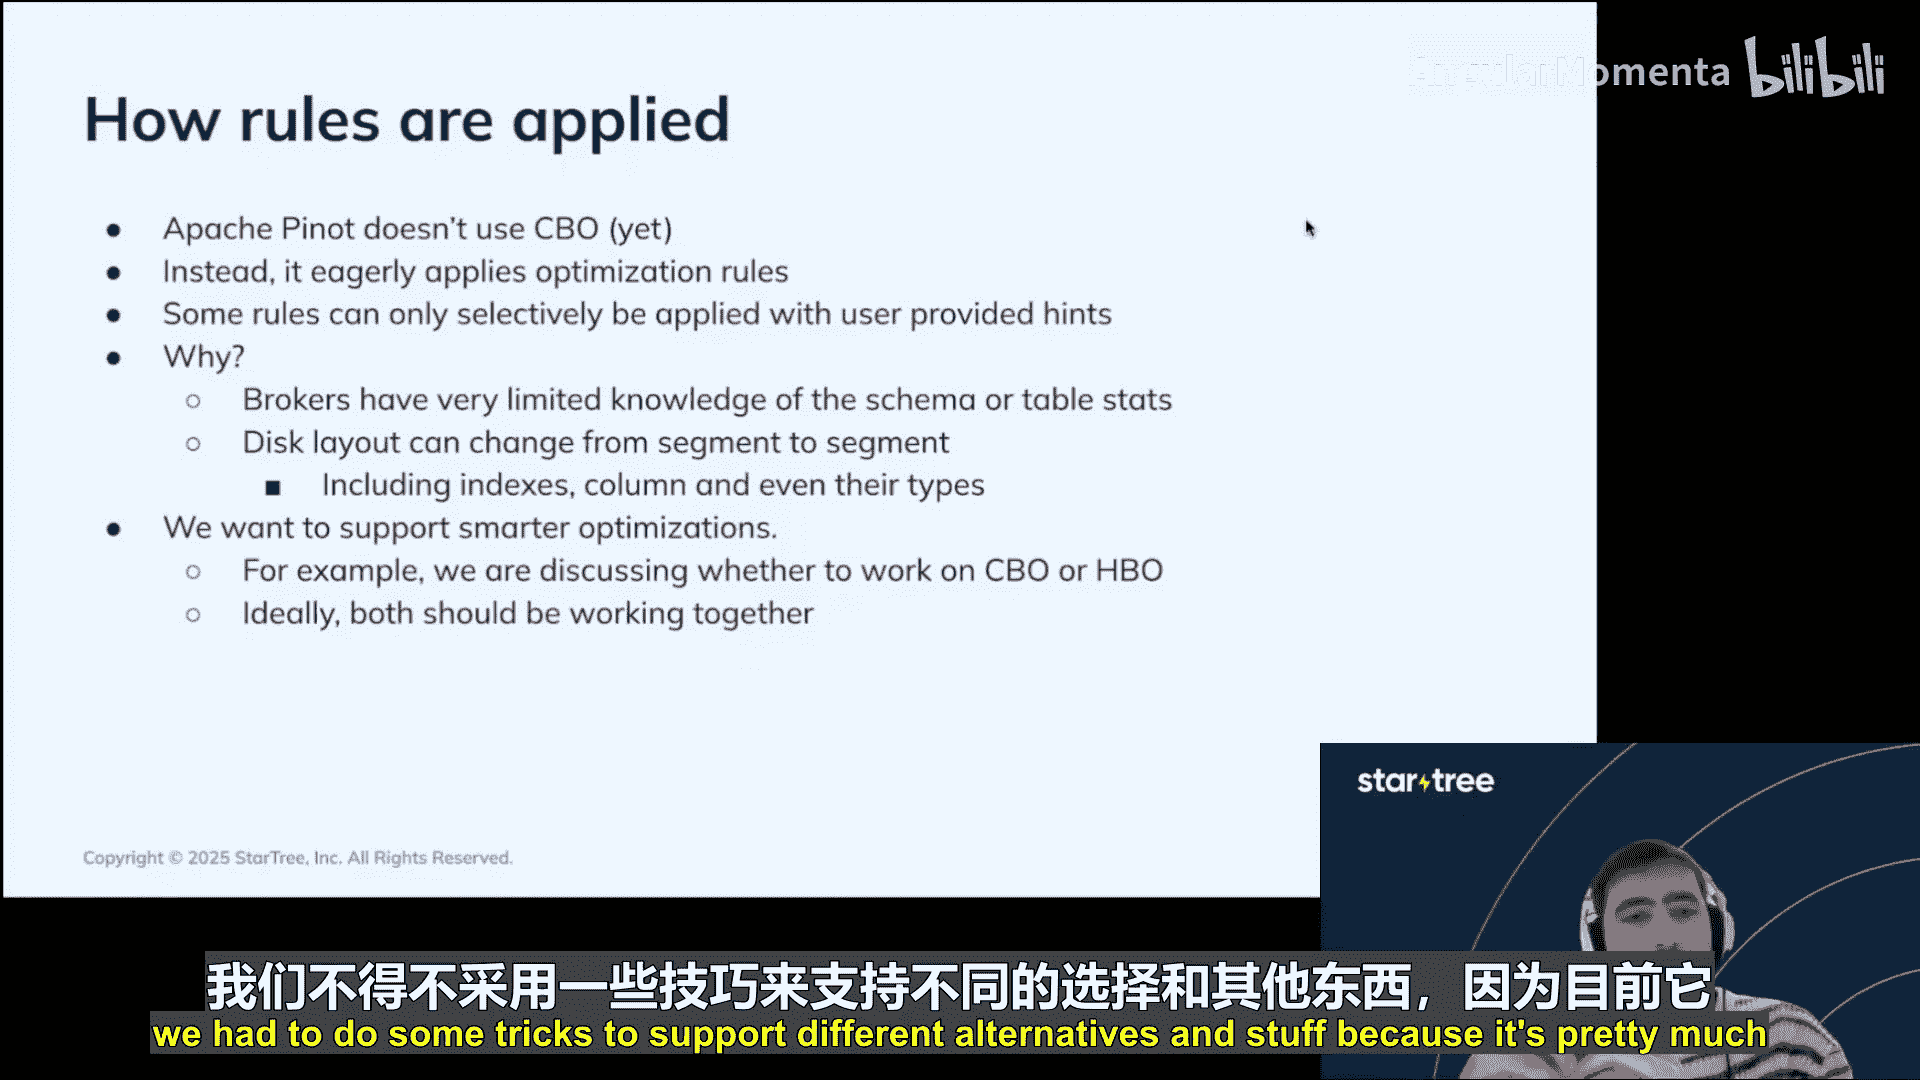 Momenta bilibili
How rules are applied
● Apache Pinot doesn't use CBO (yet)
● Instead, it eagerly applies optimization rules
● Some rules can only selectively be applied with user provided hints
● Why?
○ Brokers have very limited knowledge of the schema or table stats
○ Disk layout can change from segment to segment
■ Including indexes, column and even their types
● We want to support smarter optimizations.
○ For example, we are discussing whether to work on CBO or HBO
○ Ideally, both should be working together
startree
Copyright © 2025 StarTree, Inc. All Rights Reserved.
我们不得不采用一些技巧来支持不同的选择和其他东西，因为目前它
we had to do some tricks to support different alternatives and stuff because it's pretty much